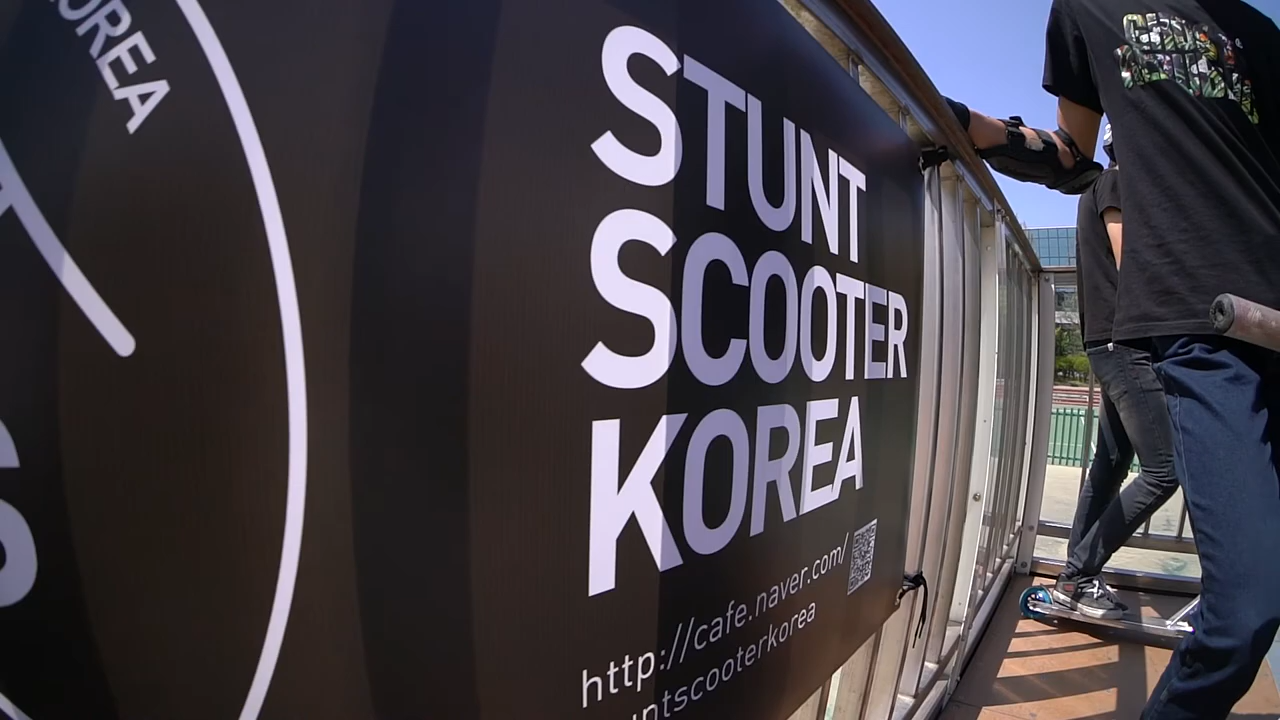 KOREA
STUNT
SCOOTER
KOREA
http://cafe.naver.com/
untscooterkorea